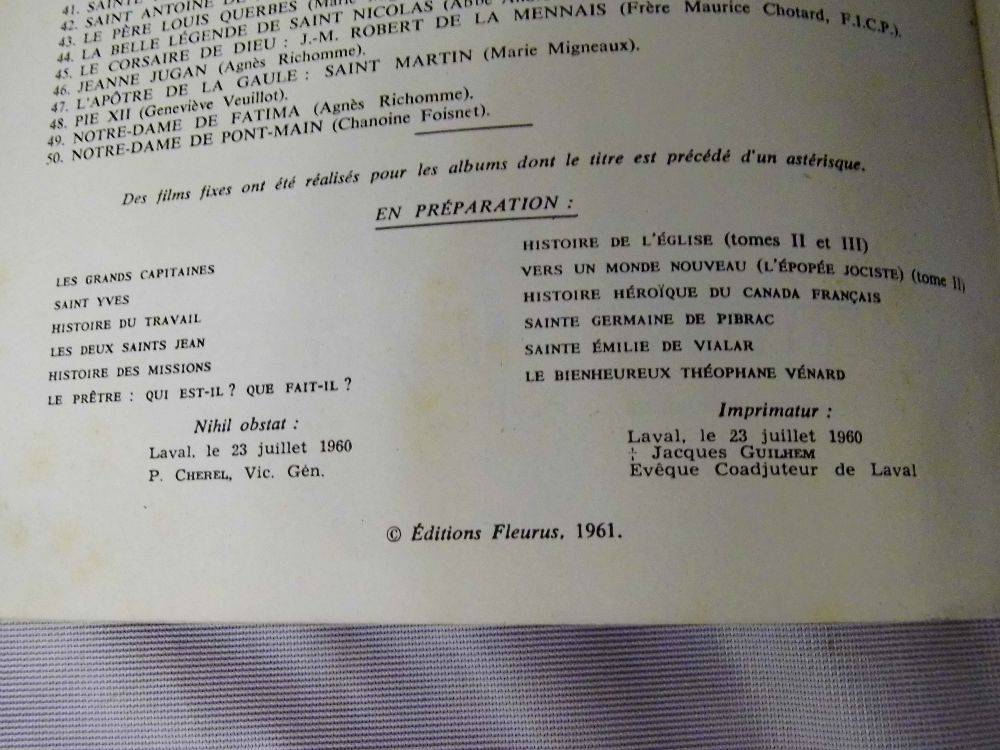 41. SAINTE
42. SAINT ANTOINE DE
43. LE PÈRE LOUIS QUERBES (Marie
44. LA BELLE LÉGENDE DE SAINT NICOLAS (Abbé
45. LE CORSAIRE DE DIEU : J.-M. ROBERT DE LA MENNAIS (Frère Maurice Chotard, F.I.C.P.).
46. JEANNE JUGAN (Agnès Richomme).
47. L'APÔTRE DE LA GAULE : SAINT MARTIN (Marie Migneaux).
48. PIE XII (Geneviève Veuillot).
49. NOTRE-DAME DE FATIMA (Agnès Richomme).
50. NOTRE-DAME DE PONT-MAIN (Chanoine Foisnet).
Des films fixes ont été réalisés pour les albums dont le titre est précédé d'un astérisque.
EN PRÉPARATION :
LES GRANDS CAPITAINES
SAINT YVES
HISTOIRE DU TRAVAIL
LES DEUX SAINTS JEAN
HISTOIRE DES MISSIONS
LE PRÊTRE : QUI EST-IL ? QUE FAIT-IL ?
HISTOIRE DE L'ÉGLISE (tomes II et III)
VERS UN MONDE NOUVEAU (L'ÉPOPÉE JOCISTE) (tome II)
HISTOIRE HÉROÏQUE DU CANADA FRANÇAIS
SAINTE GERMAINE DE PIBRAC
SAINTE ÉMILIE DE VIALAR
LE BIENHEUREUX THÉOPHANE VÉNARD
Nihil obstat :
Laval, le 23 juillet 1960
P. CHEREL, Vic. Gén.
Imprimatur :
Laval, le 23 juillet 1960
† Jacques GUILHEM
Evêque Coadjuteur de Laval
© Éditions Fleurus, 1961.